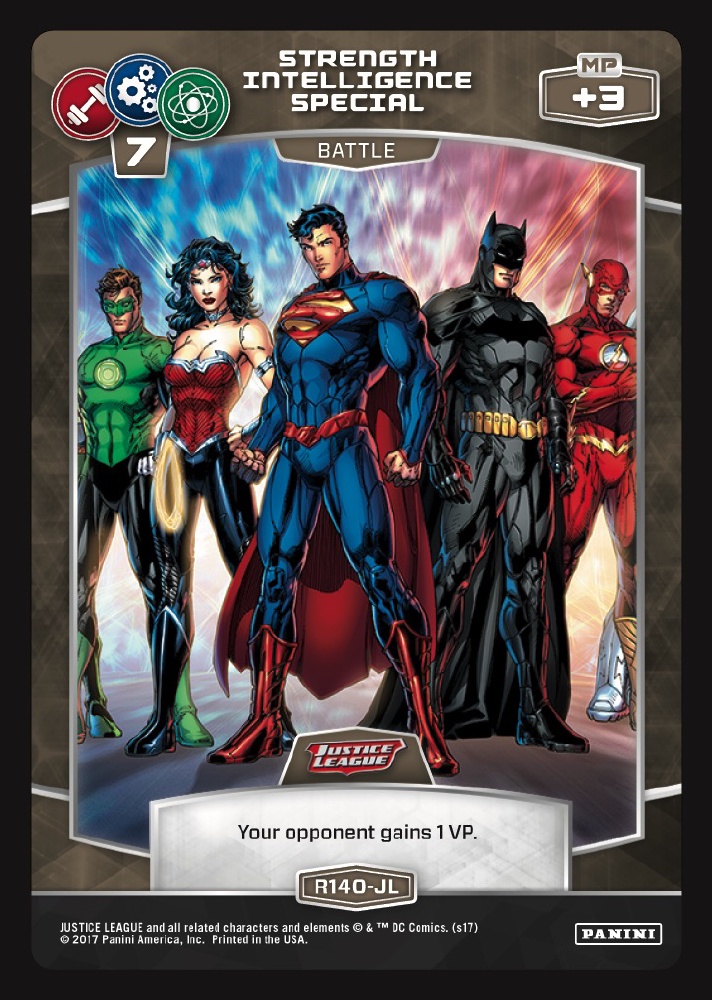 STRENGTH
INTELLIGENCE
SPECIAL
MP
+3
7
BATTLE
JUSTICE
LEAGUE
Your opponent gains 1 VP.
R140-JL
JUSTICE LEAGUE and all related characters and elements © & ™ DC Comics. (s17)
© 2017 Panini America, Inc. Printed in the USA.
PANINI